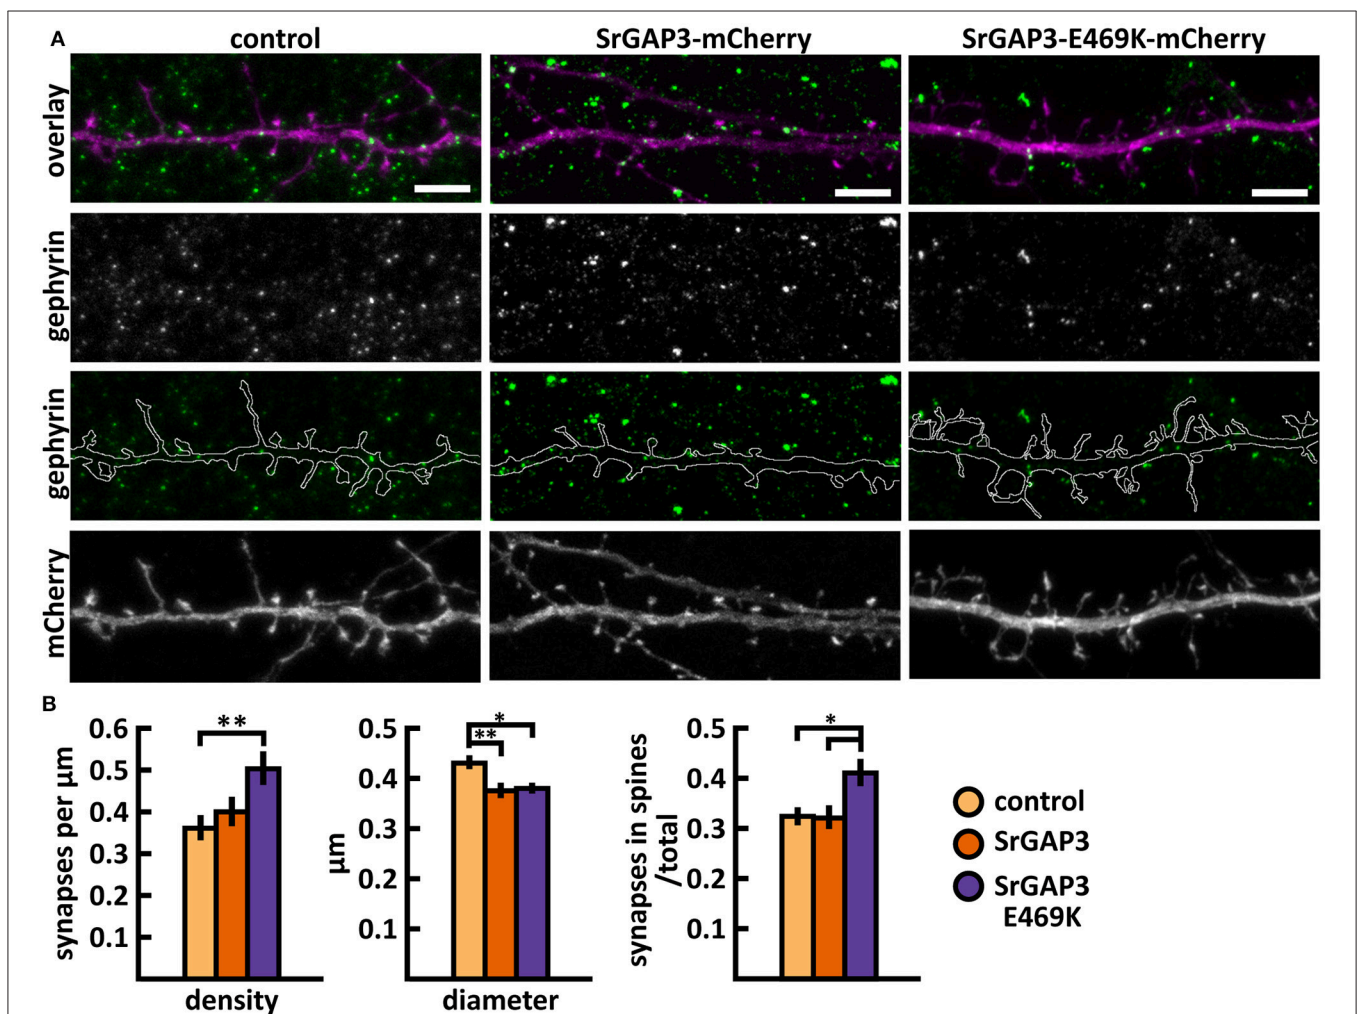 A
control
SrGAP3-mCherry
SrGAP3-E469K-mCherry
overlay
gephyrin
gephyrin
mCherry
B
synapses per µm
0.6
0.5
0.4
0.3
0.2
0.1
**
density
µm
0.5
0.4
0.3
0.2
0.1
*
**
diameter
synapses in spines
/total
0.5
0.4
0.3
0.2
0.1
*
control
SrGAP3
SrGAP3
E469K